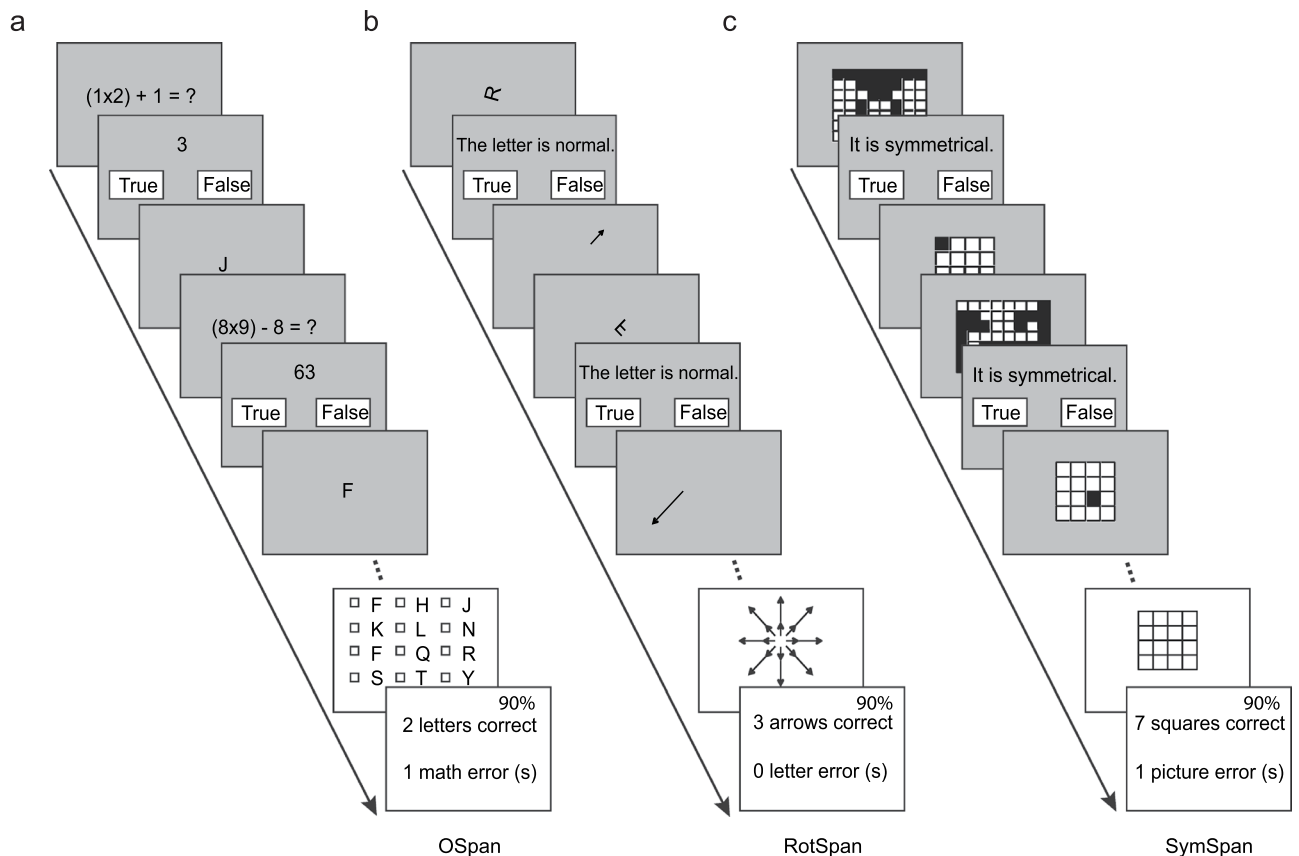 a
(1x2) + 1 = ?
3
True False
J
(8x9) - 8 = ?
63
True False
F
F H J
K L N
F Q R
S T Y
90%
2 letters correct
1 math error (s)
OSpan
b
R
The letter is normal.
True False
F
The letter is normal.
True False
90%
3 arrows correct
0 letter error (s)
RotSpan
c
It is symmetrical.
True False
It is symmetrical.
True False
90%
7 squares correct
1 picture error (s)
SymSpan